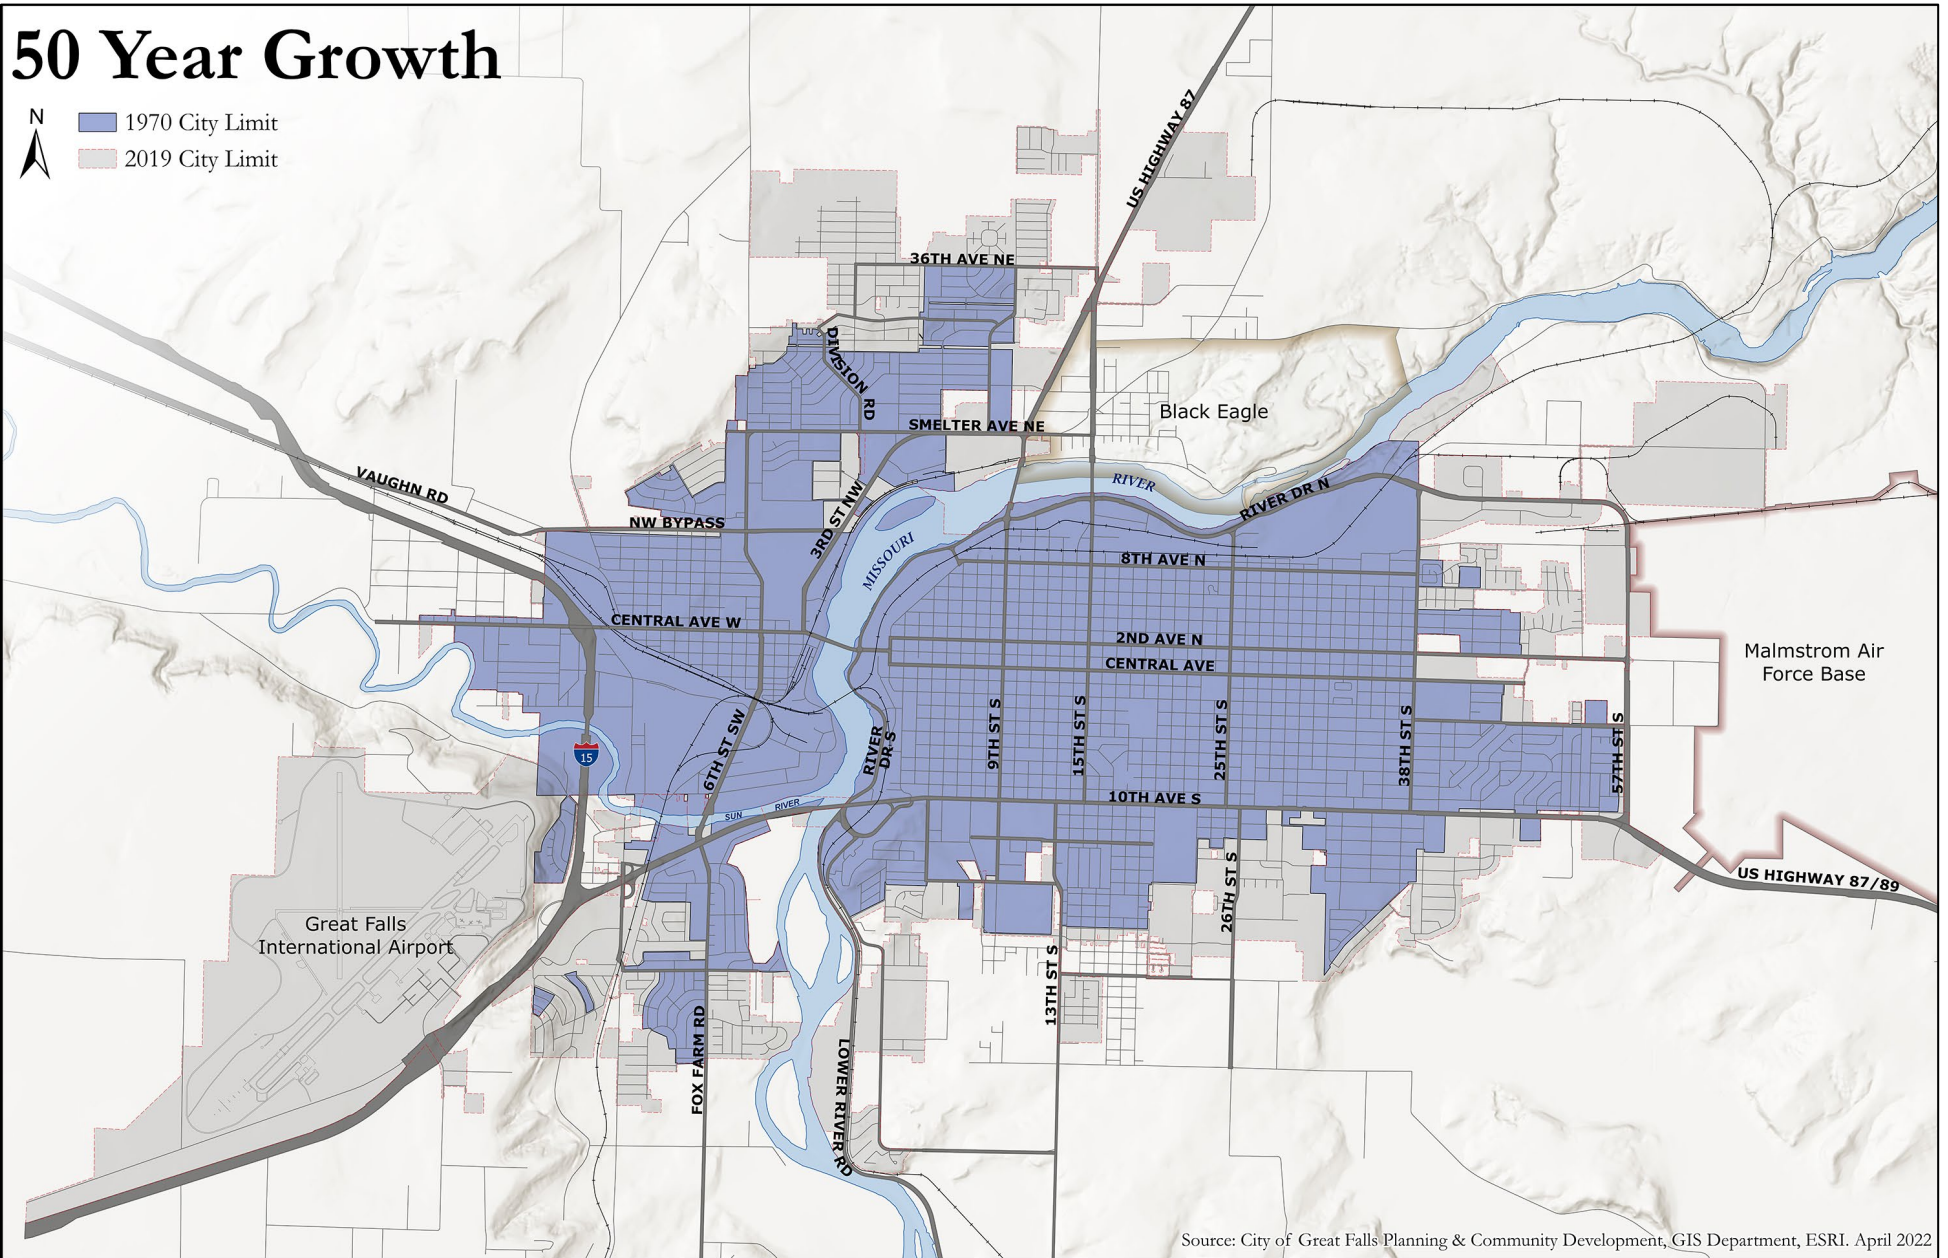 50 Year Growth
N
1970 City Limit
2019 City Limit
US HIGHWAY 87
36TH AVE NE
DIVISION RD
Black Eagle
SMELTER AVE NE
VAUGHN RD
RIVER
RIVER DR N
NW BYPASS
3RD ST NW
MISSOURI
8TH AVE N
CENTRAL AVE W
2ND AVE N
CENTRAL AVE
Malmstrom Air
Force Base
15
6TH ST SW
RIVER
DR S
9TH ST S
15TH ST S
25TH ST S
38TH ST S
57TH ST S
10TH AVE S
SUN
RIVER
26TH ST S
US HIGHWAY 87/89
Great Falls
International Airport
13TH ST S
FOX FARM RD
LOWER RIVER RD
Source: City of Great Falls Planning & Community Development, GIS Department, ESRI. April 2022